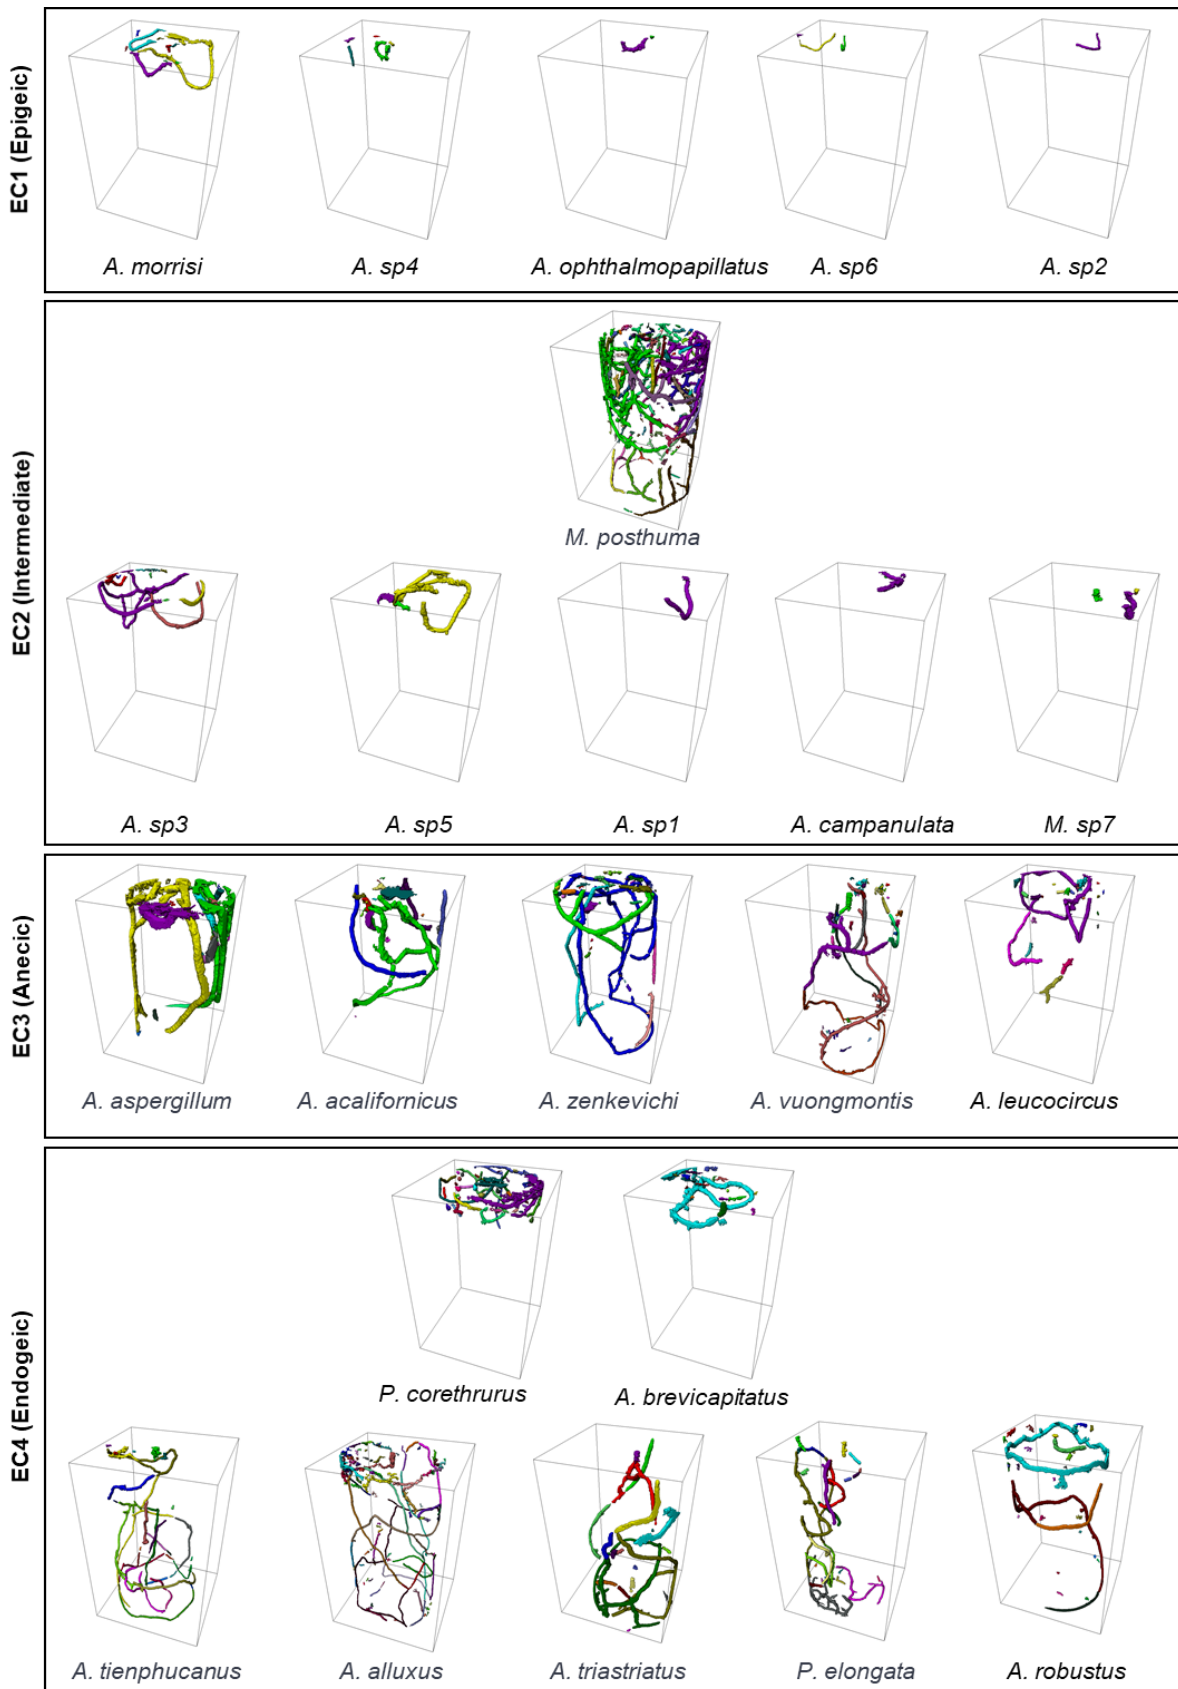 EC1 (Epigeic)
A. morrisi
A. sp4
A. ophthalmopapillatus
A. sp6
A. sp2
EC2 (Intermediate)
M. posthuma
A. sp3
A. sp5
A. sp1
A. campanulata
M. sp7
EC3 (Anecic)
A. aspergillum
A. acalifornicus
A. zenkevichi
A. vuongmontis
A. leucocircus
EC4 (Endogeic)
P. corethrurus
A. brevicapitatus
A. tienphucanus
A. alluxus
A. triastriatus
P. elongata
A. robustus